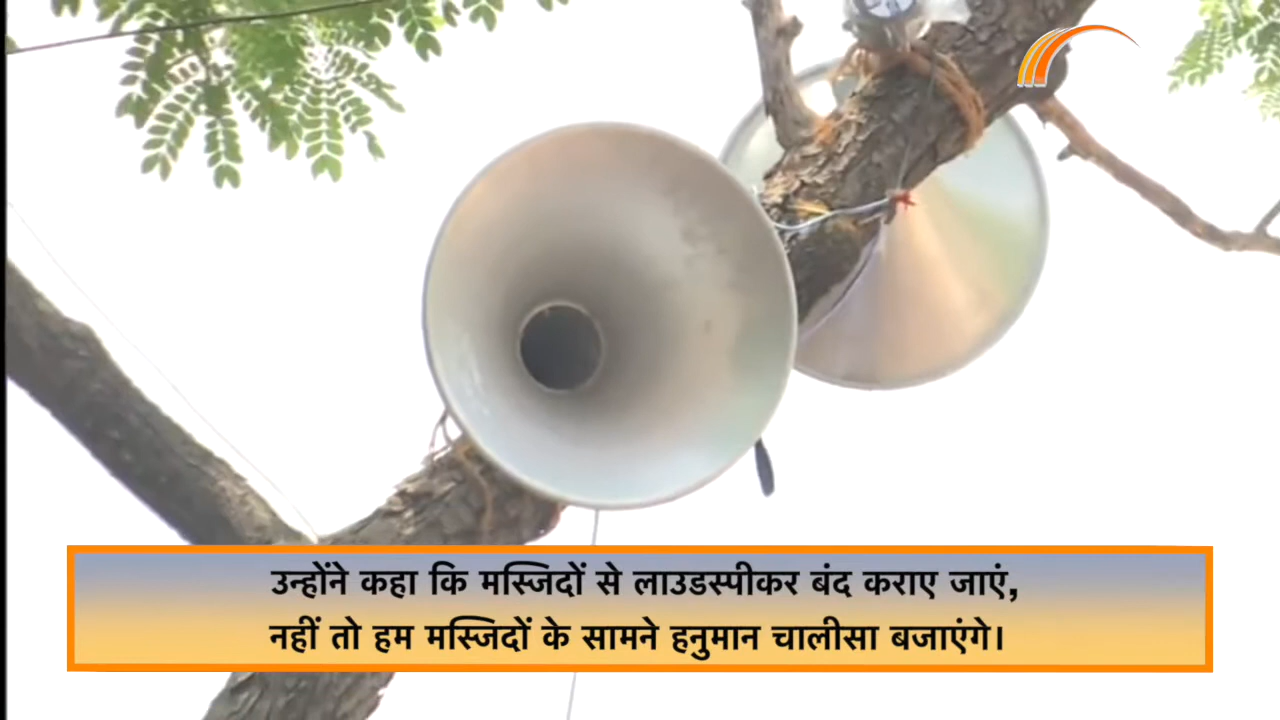 उन्होंने कहा कि मस्जिदों से लाउडस्पीकर बंद कराए जाएं,
नहीं तो हम मस्जिदों के सामने हनुमान चालीसा बजाएंगे।